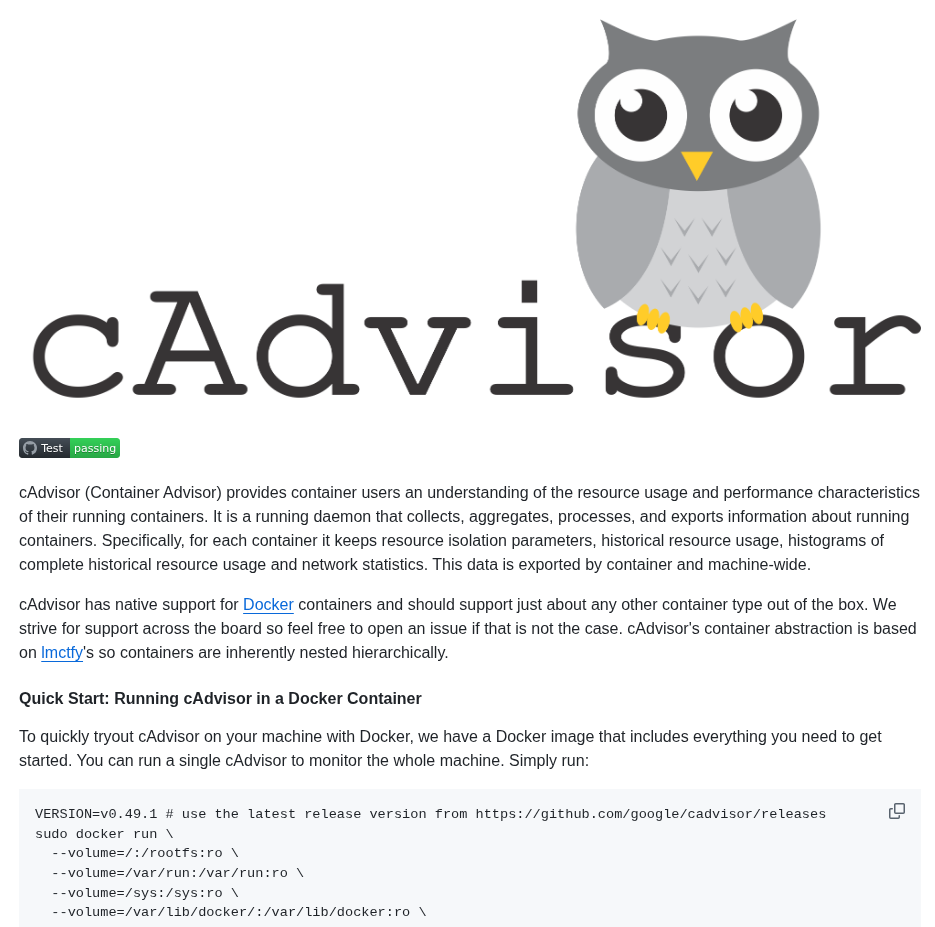 cAdvisor
Test passing
cAdvisor (Container Advisor) provides container users an understanding of the resource usage and performance characteristics
of their running containers. It is a running daemon that collects, aggregates, processes, and exports information about running
containers. Specifically, for each container it keeps resource isolation parameters, historical resource usage, histograms of
complete historical resource usage and network statistics. This data is exported by container and machine-wide.
cAdvisor has native support for Docker containers and should support just about any other container type out of the box. We
strive for support across the board so feel free to open an issue if that is not the case. cAdvisor's container abstraction is based
on lmctfy's so containers are inherently nested hierarchically.
Quick Start: Running cAdvisor in a Docker Container
To quickly tryout cAdvisor on your machine with Docker, we have a Docker image that includes everything you need to get
started. You can run a single cAdvisor to monitor the whole machine. Simply run:
VERSION=v0.49.1 # use the latest release version from https://github.com/google/cadvisor/releases
sudo docker run \
  --volume=/:/rootfs:ro \
  --volume=/var/run:/var/run:ro \
  --volume=/sys:/sys:ro \
  --volume=/var/lib/docker/:/var/lib/docker:ro \